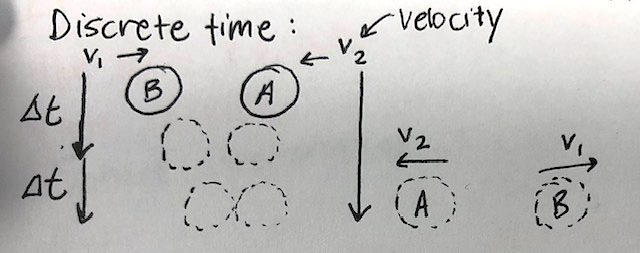 Discrete time :
velocity
V₁ V₂
B A
Δt
V₂ V₁
Δt
A B